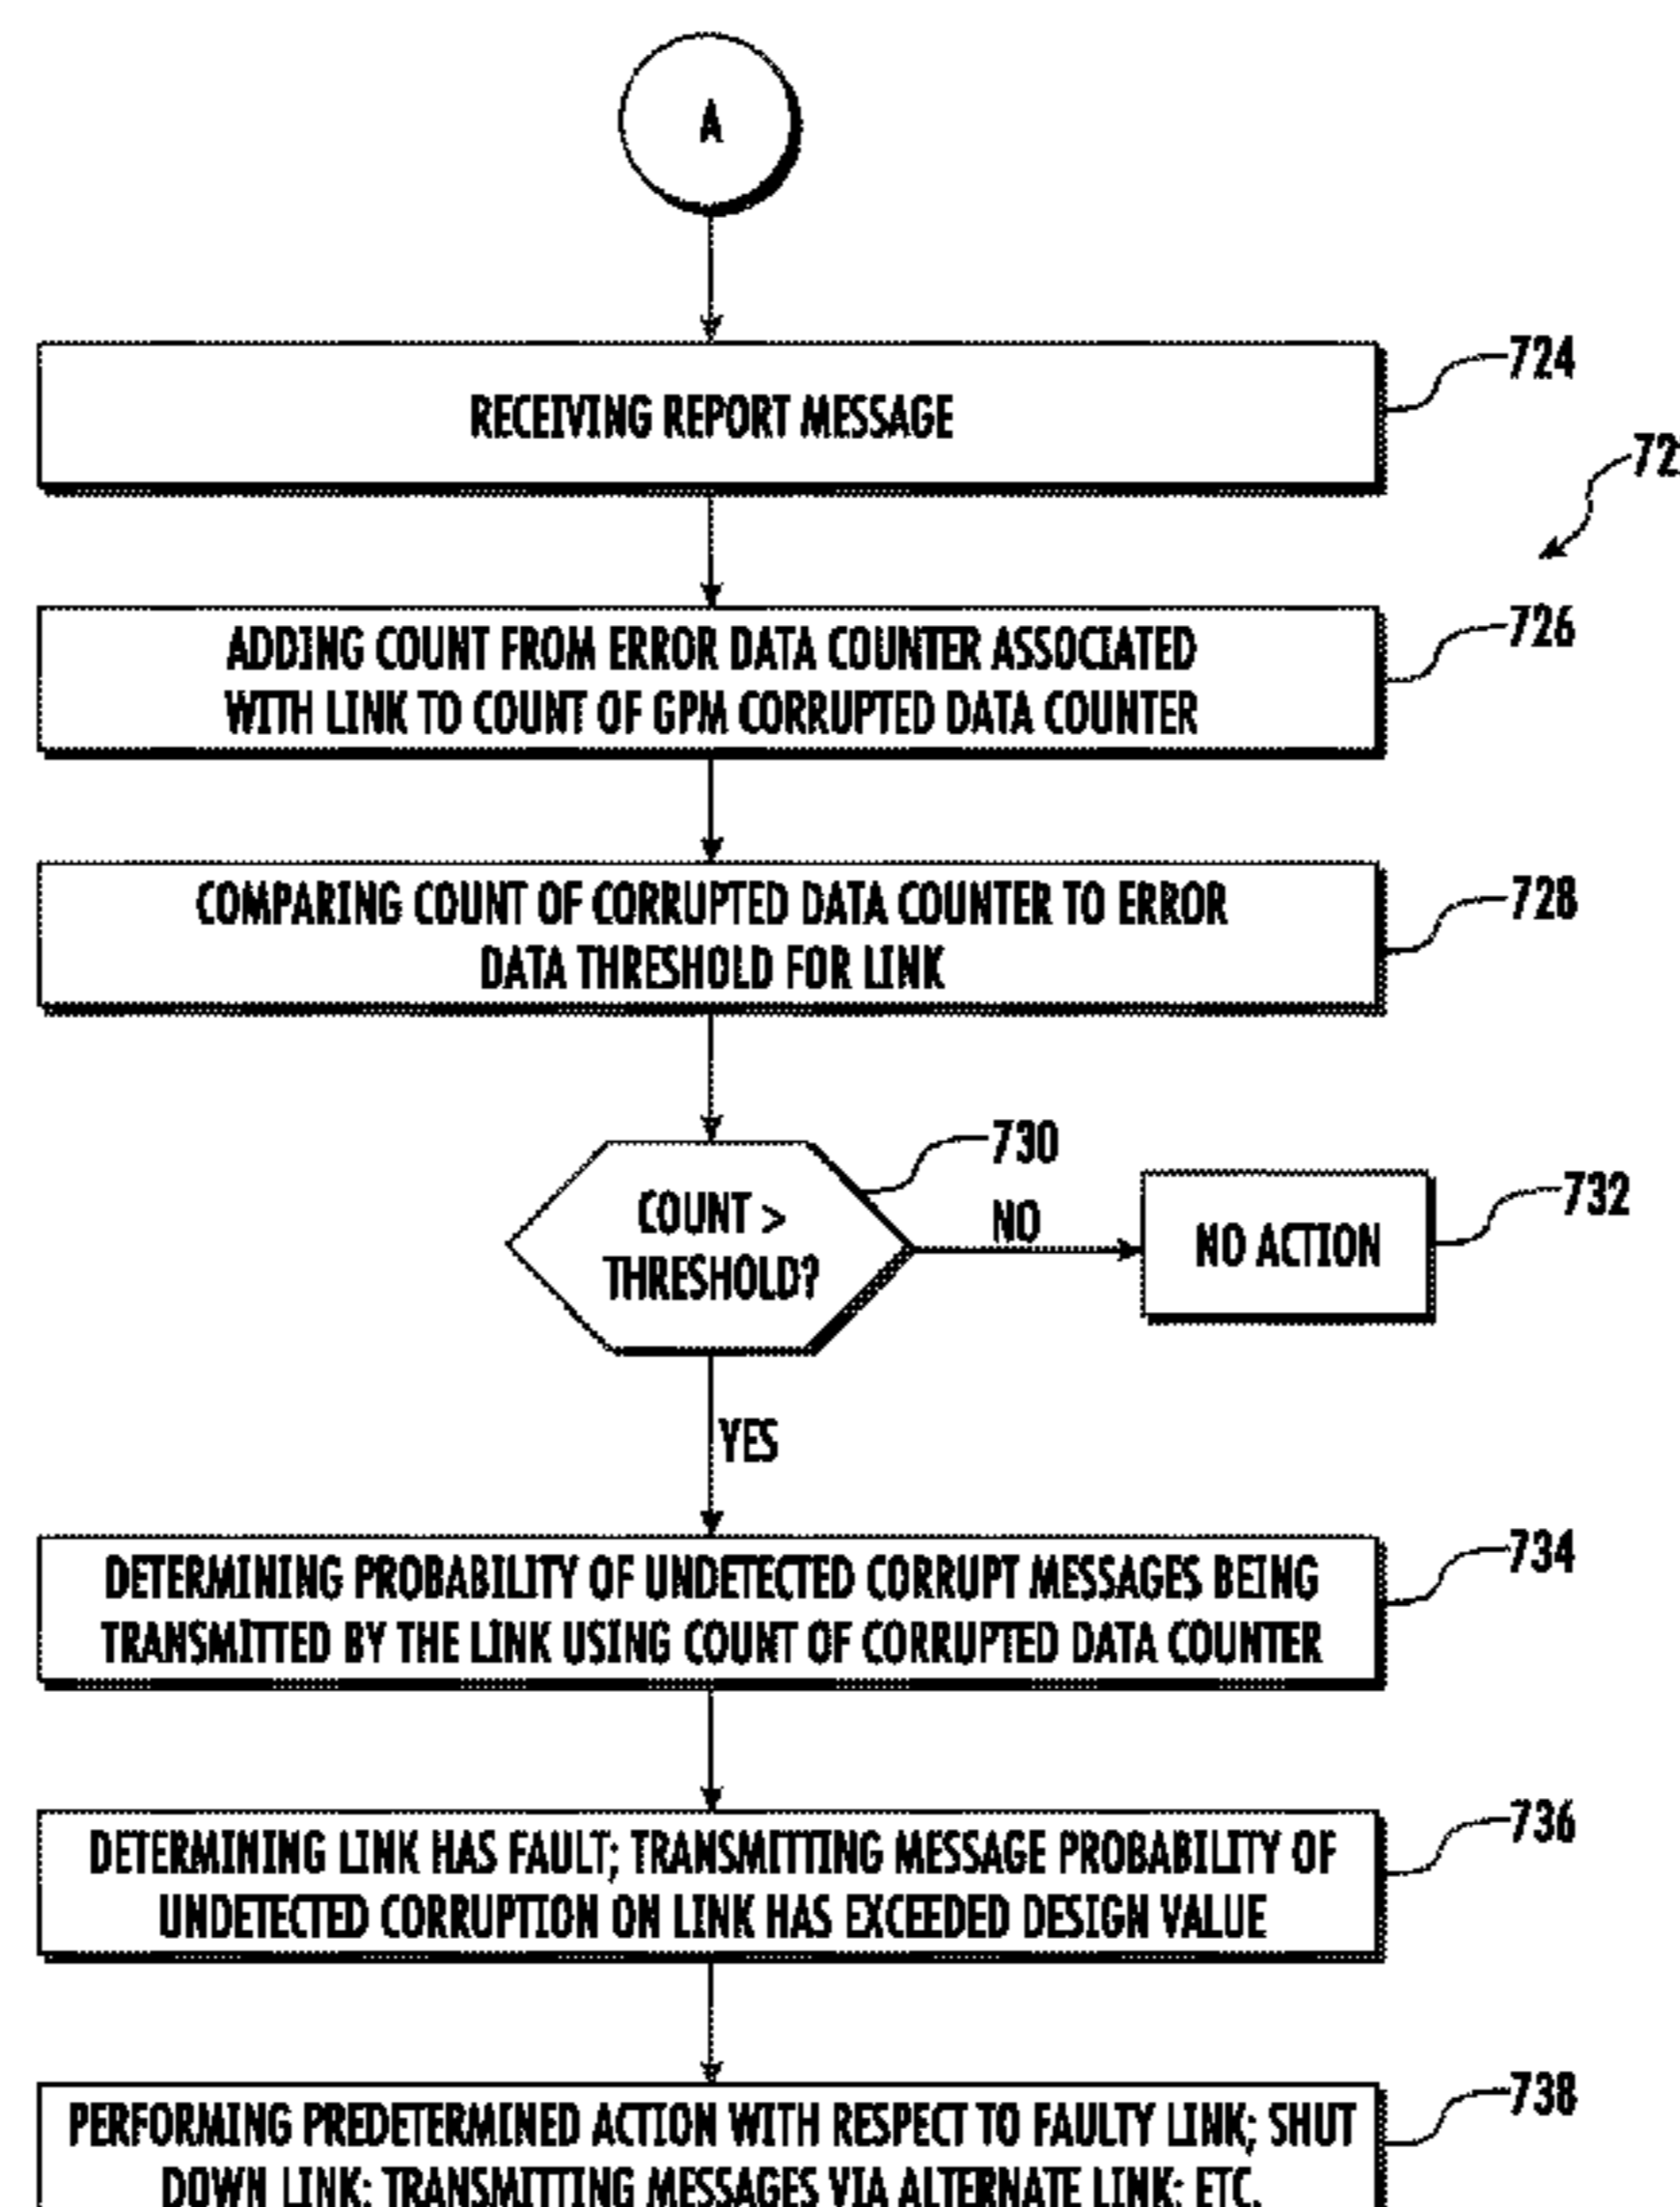 A
RECEIVING REPORT MESSAGE
724
72
ADDING COUNT FROM ERROR DATA COUNTER ASSOCIATED
WITH LINK TO COUNT OF GPM CORRUPTED DATA COUNTER
726
COMPARING COUNT OF CORRUPTED DATA COUNTER TO ERROR
DATA THRESHOLD FOR LINK
728
COUNT >
THRESHOLD?
730
NO
NO ACTION
732
YES
DETERMINING PROBABILITY OF UNDETECTED CORRUPT MESSAGES BEING
TRANSMITTED BY THE LINK USING COUNT OF CORRUPTED DATA COUNTER
734
DETERMINING LINK HAS FAULT; TRANSMITTING MESSAGE PROBABILITY OF
UNDETECTED CORRUPTION ON LINK HAS EXCEEDED DESIGN VALUE
736
PERFORMING PREDETERMINED ACTION WITH RESPECT TO FAULTY LINK; SHUT
DOWN LINK; TRANSMITTING MESSAGES VIA ALTERNATE LINK; ETC.
738